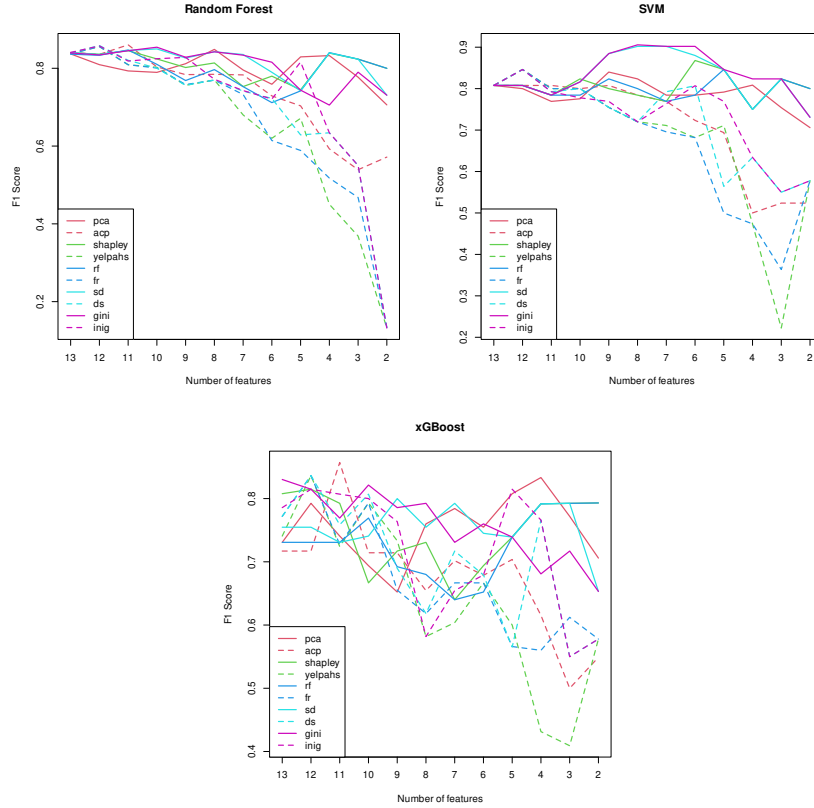 Random Forest
F1 Score
0.8
0.6
0.4
0.2
pca
acp
shapley
yelpahs
rf
fr
sd
ds
gini
inig
13 12 11 10 9 8 7 6 5 4 3 2
Number of features
SVM
F1 Score
0.9
0.8
0.7
0.6
0.5
0.4
0.3
0.2
pca
acp
shapley
yelpahs
rf
fr
sd
ds
gini
inig
13 12 11 10 9 8 7 6 5 4 3 2
Number of features
xGBoost
F1 Score
0.8
0.7
0.6
0.5
0.4
pca
acp
shapley
yelpahs
rf
fr
sd
ds
gini
inig
13 12 11 10 9 8 7 6 5 4 3 2
Number of features